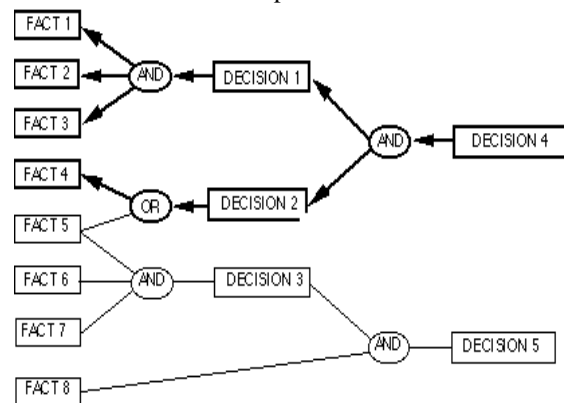 FACT 1
FACT 2
AND
DECISION 1
FACT 3
AND
DECISION 4
FACT 4
OR
DECISION 2
FACT 5
FACT 6
AND
DECISION 3
FACT 7
AND
DECISION 5
FACT 8